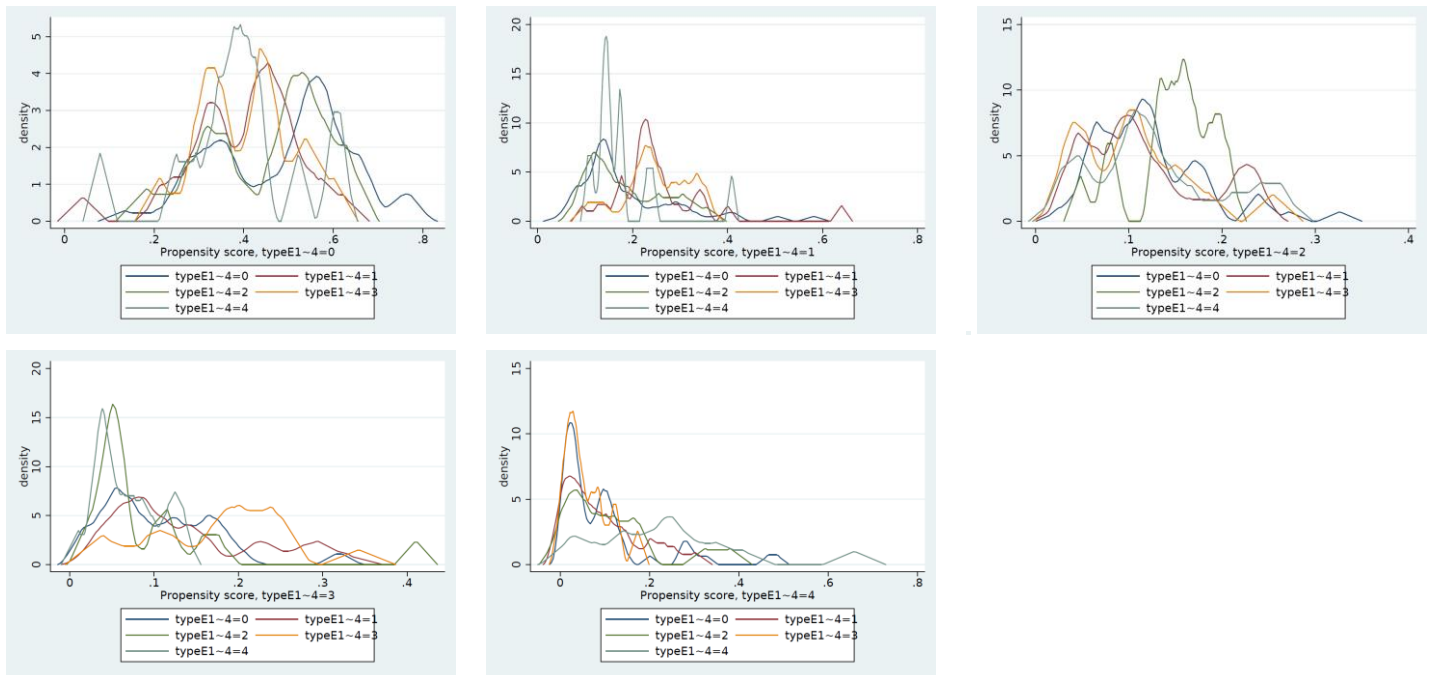 5
4
3
2
1
0
density
0
.2
.4
.6
.8
Propensity score, typeE1~4=0
typeE1~4=0
typeE1~4=1
typeE1~4=2
typeE1~4=3
typeE1~4=4
20
15
10
5
0
density
0
.2
.4
.6
.8
Propensity score, typeE1~4=1
typeE1~4=0
typeE1~4=1
typeE1~4=2
typeE1~4=3
typeE1~4=4
15
10
5
0
density
0
.1
.2
.3
.4
Propensity score, typeE1~4=2
typeE1~4=0
typeE1~4=1
typeE1~4=2
typeE1~4=3
typeE1~4=4
20
15
10
5
0
density
0
.1
.2
.3
.4
Propensity score, typeE1~4=3
typeE1~4=0
typeE1~4=1
typeE1~4=2
typeE1~4=3
typeE1~4=4
15
10
5
0
density
0
.2
.4
.6
.8
Propensity score, typeE1~4=4
typeE1~4=0
typeE1~4=1
typeE1~4=2
typeE1~4=3
typeE1~4=4